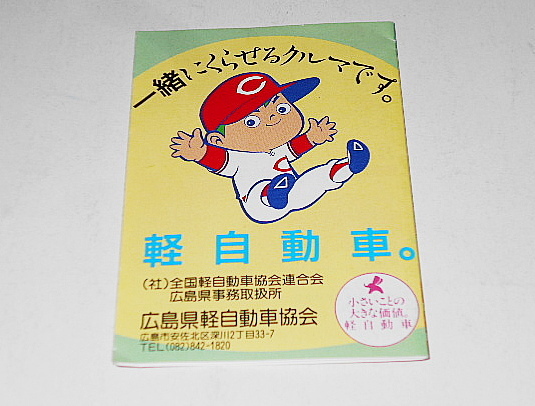 一緒にくらせるクルマです。
C
C
軽自動車。
(社)全国軽自動車協会連合会
広島県事務取扱所
広島県軽自動車協会
広島市安佐北区深川2丁目33-7
TEL(082)842-1820
小さいことの
大きな価値。
軽自動車